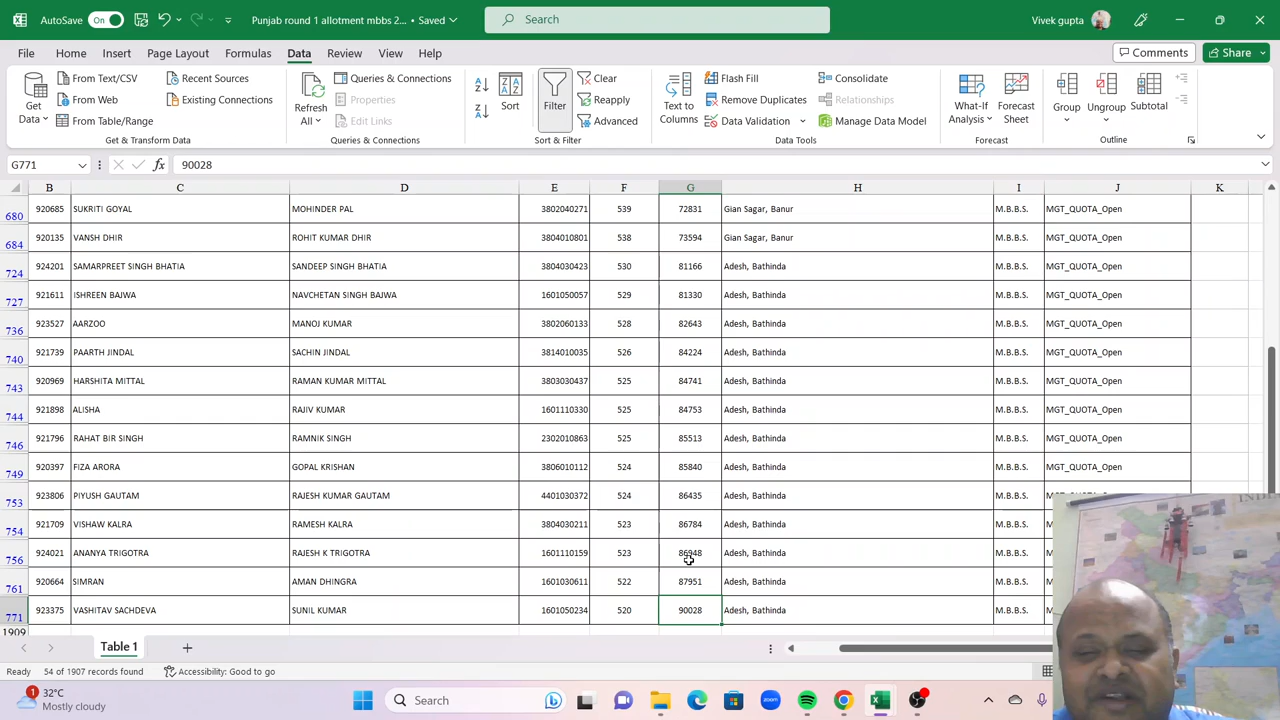 AutoSave On Punjab round 1 allotment mbbs 2... • Saved Search Vivek gupta
File Home Insert Page Layout Formulas Data Review View Help Comments Share
Get Data From Text/CSV From Web From Table/Range Recent Sources Existing Connections
Refresh All Queries & Connections Properties Edit Links
Sort Filter Clear Reapply Advanced
Text to Columns Flash Fill Remove Duplicates Data Validation Consolidate Relationships Manage Data Model
What-If Analysis Forecast Sheet Group Ungroup Subtotal
Get & Transform Data Queries & Connections Sort & Filter Data Tools Forecast Outline
G771 fx 90028
B C D E F G H I J K
680 920685 SUKRITI GOYAL MOHINDER PAL 3802040271 539 72831 Gian Sagar, Banur M.B.B.S. MGT_QUOTA_Open
684 920135 VANSH DHIR ROHIT KUMAR DHIR 3804010801 538 73594 Gian Sagar, Banur M.B.B.S. MGT_QUOTA_Open
724 924201 SAMARPREET SINGH BHATIA SANDEEP SINGH BHATIA 3804030423 530 81166 Adesh, Bathinda M.B.B.S. MGT_QUOTA_Open
727 921611 ISHREEN BAJWA NAVCHETAN SINGH BAJWA 1601050057 529 81330 Adesh, Bathinda M.B.B.S. MGT_QUOTA_Open
736 923527 AARZOO MANOJ KUMAR 3802060133 528 82643 Adesh, Bathinda M.B.B.S. MGT_QUOTA_Open
740 921739 PAARTH JINDAL SACHIN JINDAL 3814010035 526 84224 Adesh, Bathinda M.B.B.S. MGT_QUOTA_Open
743 920969 HARSHITA MITTAL RAMAN KUMAR MITTAL 3803030437 525 84741 Adesh, Bathinda M.B.B.S. MGT_QUOTA_Open
744 921898 ALISHA RAJIV KUMAR 1601110330 525 84753 Adesh, Bathinda M.B.B.S. MGT_QUOTA_Open
746 921796 RAHAT BIR SINGH RAMNIK SINGH 2302010863 525 85513 Adesh, Bathinda M.B.B.S. MGT_QUOTA_Open
749 920397 FIZA ARORA GOPAL KRISHAN 3806010112 524 85840 Adesh, Bathinda M.B.B.S. MGT_QUOTA_Open
753 923806 PIYUSH GAUTAM RAJESH KUMAR GAUTAM 4401030372 524 86435 Adesh, Bathinda M.B.B.S.
754 921709 VISHAW KALRA RAMESH KALRA 3804030211 523 86784 Adesh, Bathinda M.B.B.S.
756 924021 ANANYA TRIGOTRA RAJESH K TRIGOTRA 1601110159 523 86948 Adesh, Bathinda M.B.B.S.
761 920664 SIMRAN AMAN DHINGRA 1601030611 522 87951 Adesh, Bathinda M.B.B.S.
771 923375 VASHITAV SACHDEVA SUNIL KUMAR 1601050234 520 90028 Adesh, Bathinda M.B.B.S.
1909
Table 1
Ready 54 of 1907 records found Accessibility: Good to go
1 32°C
Mostly cloudy
Search zoom